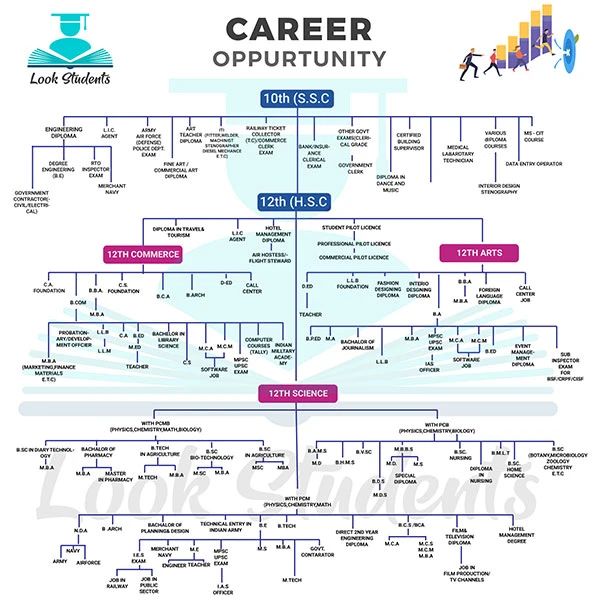 CAREER
OPPURTUNITY
Look Students
10th (S.S.C
ENGINEERING
DIPLOMA
L.I.C.
AGENT
ARMY
AIR FORCE
(DEFENSE)
POLICE DEPT.
EXAM
ART
TEACHER
DIPLOMA
ITI
(FITTER,WELDER,
MACHINIST
STENOGRAPHER
DIESEL MECHANICE
E.T.C)
RAILWAY TICKET
COLLECTOR
(T.C)/COMMERCE
CLERK
EXAM
OTHER GOVT
EXAMS(CLERI-
CAL GRADE)
CERTIFIED
BUILDING
SUPERVISOR
VARIOUS
DIPLOMA
COURSES
MS - CIT
COURSE
DEGREE
ENGINEERING
(B.E)
RTO
INSPECTOR
EXAM
FINE ART /
COMMERCIAL ART
DIPLOMA
BANK/INSUR-
ANCE
CLERICAL
EXAM
GOVERNMENT
CLERK
MEDICAL
LABORTATORY
TECHNICIAN
DATA ENTRY OPERATOR
GOVERNMENT
CONTRACTOR(-
CIVIL/ELECTRI-
CAL)
MERCHANT
NAVY
DIPLOMA IN
DANCE AND
MUSIC
INTERIOR DESIGN
STENOGRAPHY
12th (H.S.C
DIPLOMA IN TRAVEL&
TOURISM
L.I.C
AGENT
HOTEL
MANAGEMENT
DIPLOMA
AIR HOSTESS/-
FLIGHT STEWARD
STUDENT PILOT LICENCE
PROFESSIONAL PILOT LICENCE
COMMERCIAL PILOT LICENCE
12TH COMMERCE
12TH ARTS
C.A.
FOUNDATION
B.COM
B.B.A.
M.B.A
C.S.
FOUNDATION
B.C.A
B.ARCH
D-ED
CALL
CENTER
D.ED
TEACHER
L.L.B
FOUNDATION
FASHION
DESIGNING
DIPLOMA
INTERIO
DESGNING
DIPLOMA
B.A
B.B.A
M.B.A
FOREIGN
LANGUAGE
DIPLOMA
CALL
CENTER
JOB
PROBATION-
ARY/DEVELOP-
MENT OFFCIER
L.L.B
L.L.M
C.A
B.ED
M.ED
TEACHER
BACHELOR IN
LIBRARY
SCIENCE
C.S
M.C.A
M.C.M
SOFTWARE
JOB
MPSC
UPSC
EXAM
COMPUTER
COURSES
(TALLY)
INDIAN
MILITARY
ACADE-
MY
M.B.A
(MARKETING,FINANCE
MATERIALS
E.T.C)
B.P.ED
M.A
BACHELOR OF
JOURNALISM
L.L.B
L.L.M
MPSC
UPSC
EXAM
IAS
OFFICER
M.C.A
M.C.M
SOFTWARE
JOB
B.ED
EVENT
MANAGE-
MENT
DIPLOMA
SUB
INSPECTOR
EXAM
FOR
BSF/CRPF/CISF
12TH SCIENCE
WITH PCMB
(PHYSICS,CHEMISTRY,MATH,BIOLOGY)
WITH PCB
(PHYSICS,CHEMISTRY,BIOLOGY)
B.SC IN DIARY TECHNOL-
OGY
M.B.A
BACHALOR OF
PHARMACY
M.B.A
MASTER
IN PHARMACY
B.TECH
IN AGRICULTURE
M.TECH
M.B.A
B.SC
BIO-TECHNOLOGY
M.SC
M.B.A
B.SC
IN AGRICULTURE
MSC
MBA
B.A.M.S
M.D
B.H.M.S
B.V.SC
M.B.B.S
M.D
M.S
SPECIAL
DIPLOMA
B.D.S
M.D.S
B.SC.
NURSING
DIPLOMA
IN
NURSING
B.M.L.T
B.SC.
HOME
SCIENCE
B.SC
(BOTANY,MICROBIOLOGY
ZOOLOGY
CHEMISTRY
E.T.C
Look Students
WITH PCM
(PHYSICS,CHEMISTRY,MATH
N.D.A
NAVY
ARMY
AIRFORCE
B .ARCH
BACHALOR OF
PLANNING& DESIGN
TECHNICAL ENTRY IN
INDIAN ARMY
B.E
B.TECH
DIRECT 2ND YEAR
ENGINEERING
DIPLOMA
B.C.S /BCA
FILM&
TELEVISION
DIPLOMA
HOTEL
MANAGEMENT
DEGREE
I.E.S
EXAM
MERCHANT
NAVY
M.E
ENGINEER TEACHER
MPSC
UPSC
EXAM
M.S
M.B.A
GOVT,
CONTARATOR
M.C.A
M.C.S
M.C.M
M.B.A
JOB IN
RAILWAY
JOB IN
PUBLIC
SECTOR
I.A.S
OFFICER
M.TECH
JOB IN
FILM PRODUCTION/
TV CHANNELS